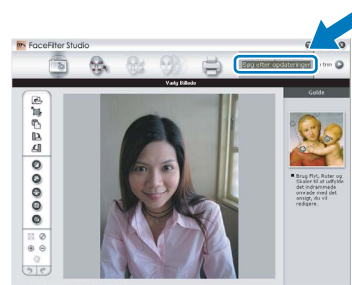 FaceFilter Studio
Søg efter opdateringer
trin
Vælg Billede
Guide
Brug Flyt, Roter og
Skaler til at udfylde
det indrammede
område med det
ansigt, du vil
redigere.